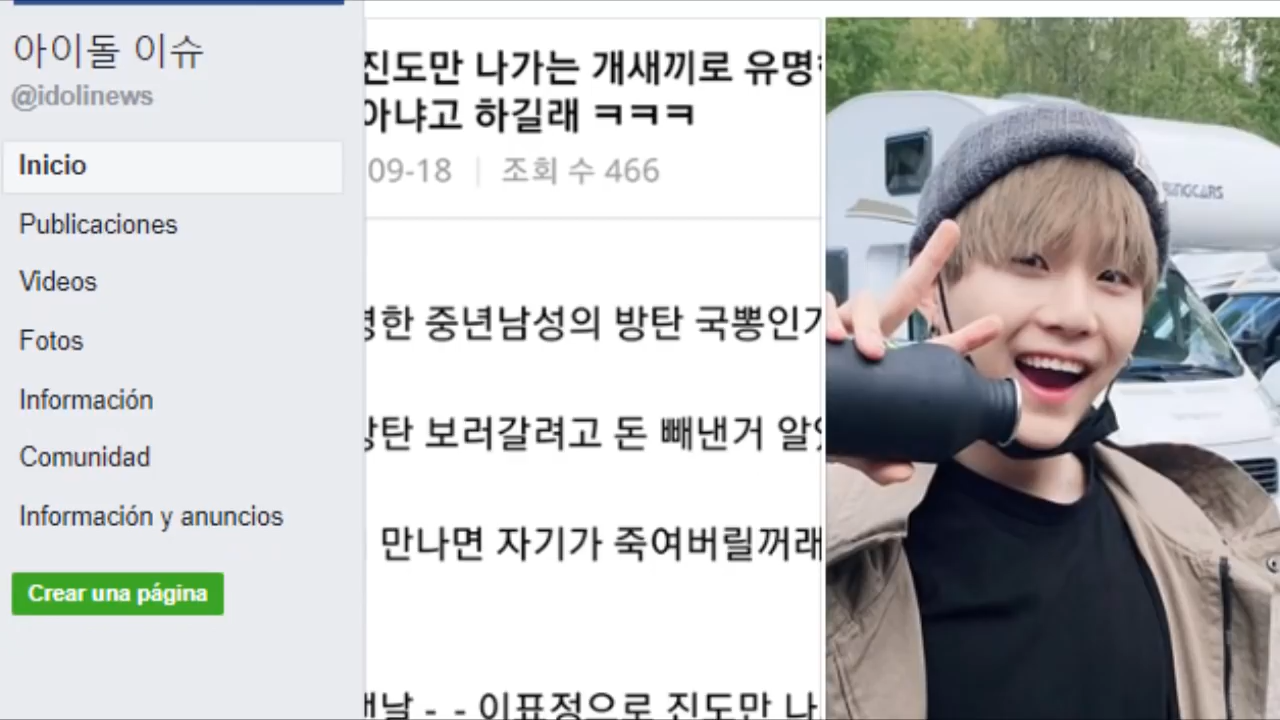 아이돌 이슈
@idolinews
Inicio
Publicaciones
Videos
Fotos
Información
Comunidad
Información y anuncios
Crear una página
진도만 나가는 개새끼로 유명
아냐고 하길래 ㅋㅋㅋ
09-18 | 조회 수 466
중년남성의 방탄 국뽕인
보러갈려고 돈 빼낸거
만나면 자기가 죽여버릴꺼래
- - 이표정으로 진도만